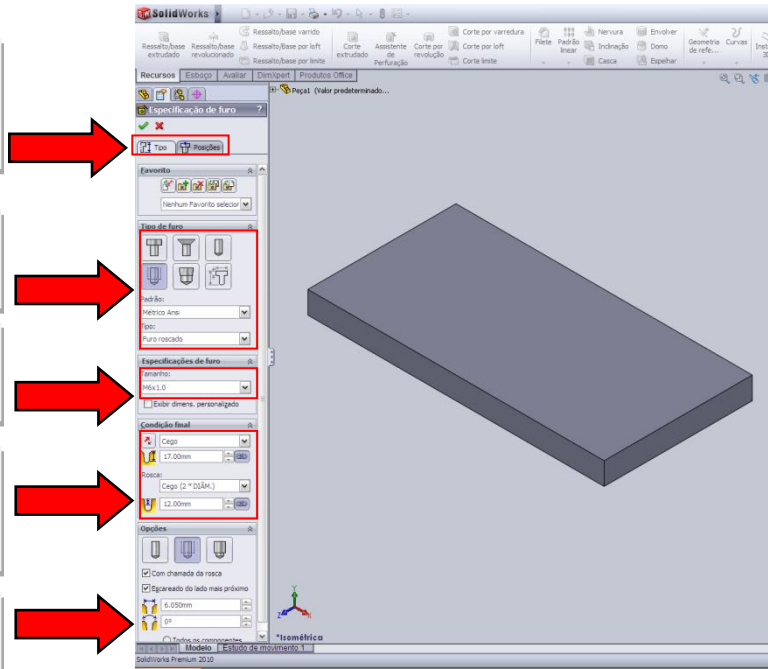 SolidWorks
Ressalto/base extrudado
Ressalto/base revolucionado
Ressalto/base varrido
Ressalto/base por loft
Ressalto/base por limite
Corte extrudado
Assistente de Perfuração
Corte por revolução
Corte por varredura
Corte por loft
Corte limite
Filete
Padrão linear
Nervura
Inclinação
Casca
Envolver
Domo
Espelhar
Geometria de refe...
Curvas
Recursos Esboço Avaliar DimXpert Produtos Office
Peça1 (Valor predeterminado...
Especificação de furo ?
Tipo Posições
Favorito
Nenhum Favorito selecior
Tipo de furo
Padrão:
Métrico Ansi
Tipo:
Furo roscado
Especificações de furo
Tamanho:
M6x1.0
Exibir dimens. personalizado
Condição final
Cego
17.00mm
Rosca:
Cego (2 * DIÂM.)
12.00mm
Opções
Com chamada da rosca
Escareado do lado mais próximo
6.050mm
0º
Todos os componentes
Y
Z
X
*Isométrica
Modelo Estudo de movimento 1
SolidWorks Premium 2010